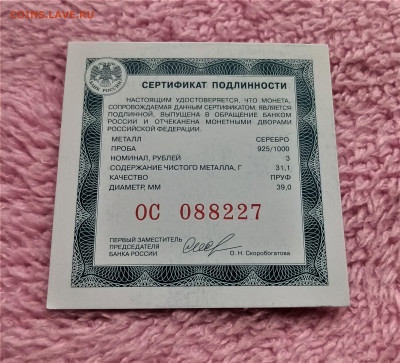 COINS.LAVE.RU
БАНК РОССИИ
СЕРТИФИКАТ ПОДЛИННОСТИ
НАСТОЯЩИМ УДОСТОВЕРЯЕТСЯ, ЧТО МОНЕТА,
СОПРОВОЖДАЕМАЯ ДАННЫМ СЕРТИФИКАТОМ, ЯВЛЯЕТСЯ
ПОДЛИННОЙ, ВЫПУЩЕНА В ОБРАЩЕНИЕ БАНКОМ
РОССИИ И ОТЧЕКАНЕНА МОНЕТНЫМИ ДВОРАМИ
РОССИЙСКОЙ ФЕДЕРАЦИИ.
МЕТАЛЛ СЕРЕБРО
ПРОБА 925/1000
НОМИНАЛ, РУБЛЕЙ 3
СОДЕРЖАНИЕ ЧИСТОГО МЕТАЛЛА, Г 31,1
КАЧЕСТВО ПРУФ
ДИАМЕТР, ММ 39,0
ОС 088227
ПЕРВЫЙ ЗАМЕСТИТЕЛЬ
ПРЕДСЕДАТЕЛЯ
БАНКА РОССИИ О. Н. Скоробогатова